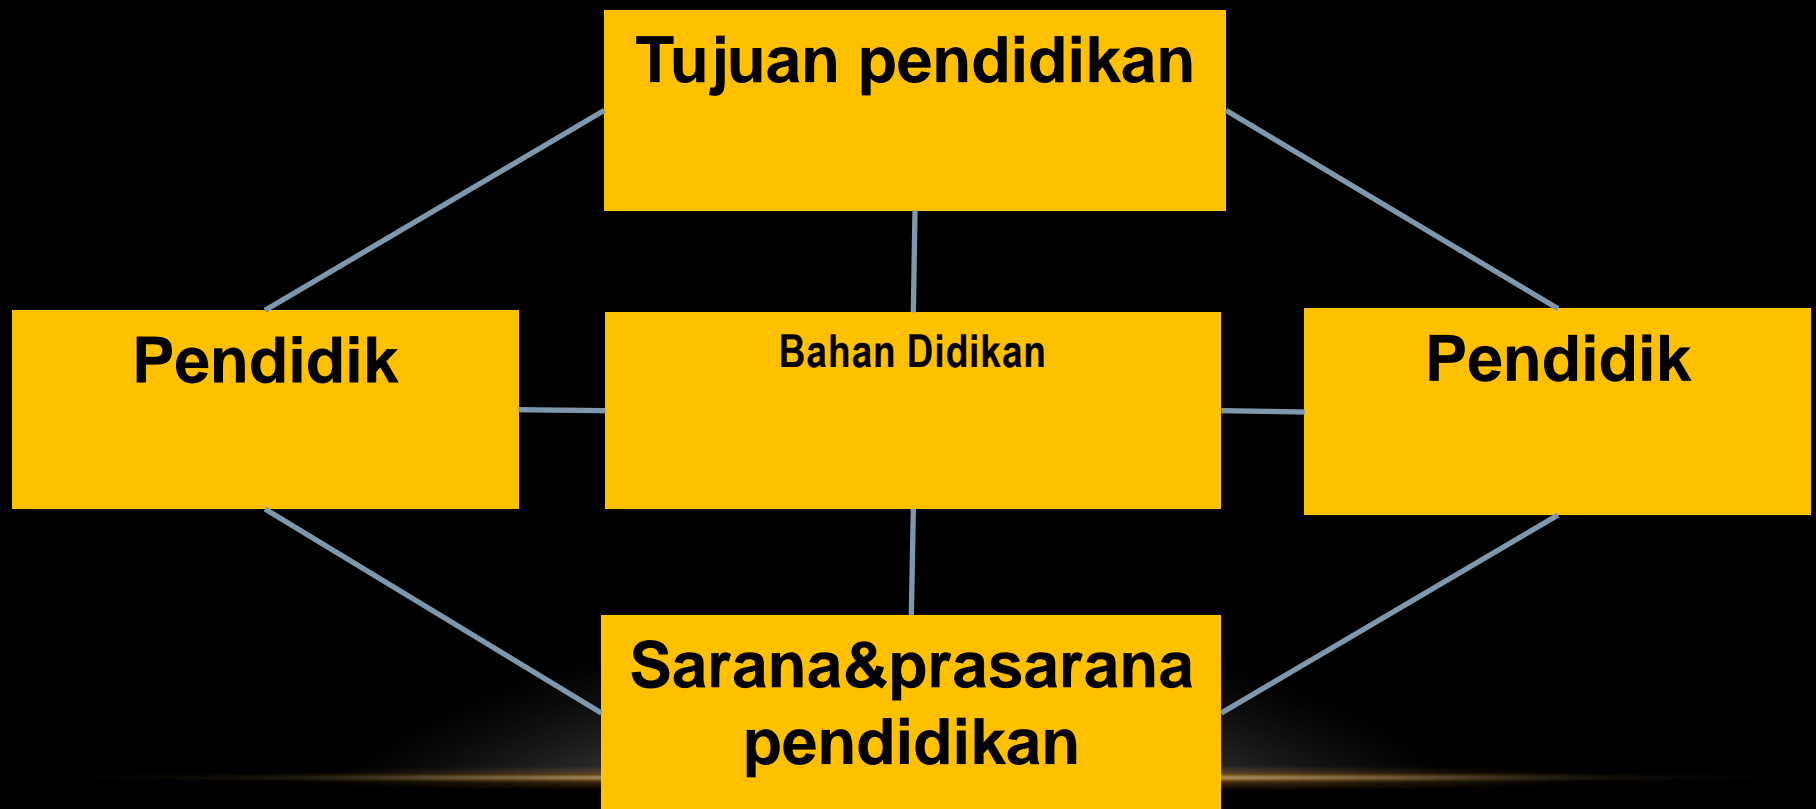 Tujuan pendidikan
Pendidik
Bahan Didikan
Pendidik
Sarana&prasarana
pendidikan